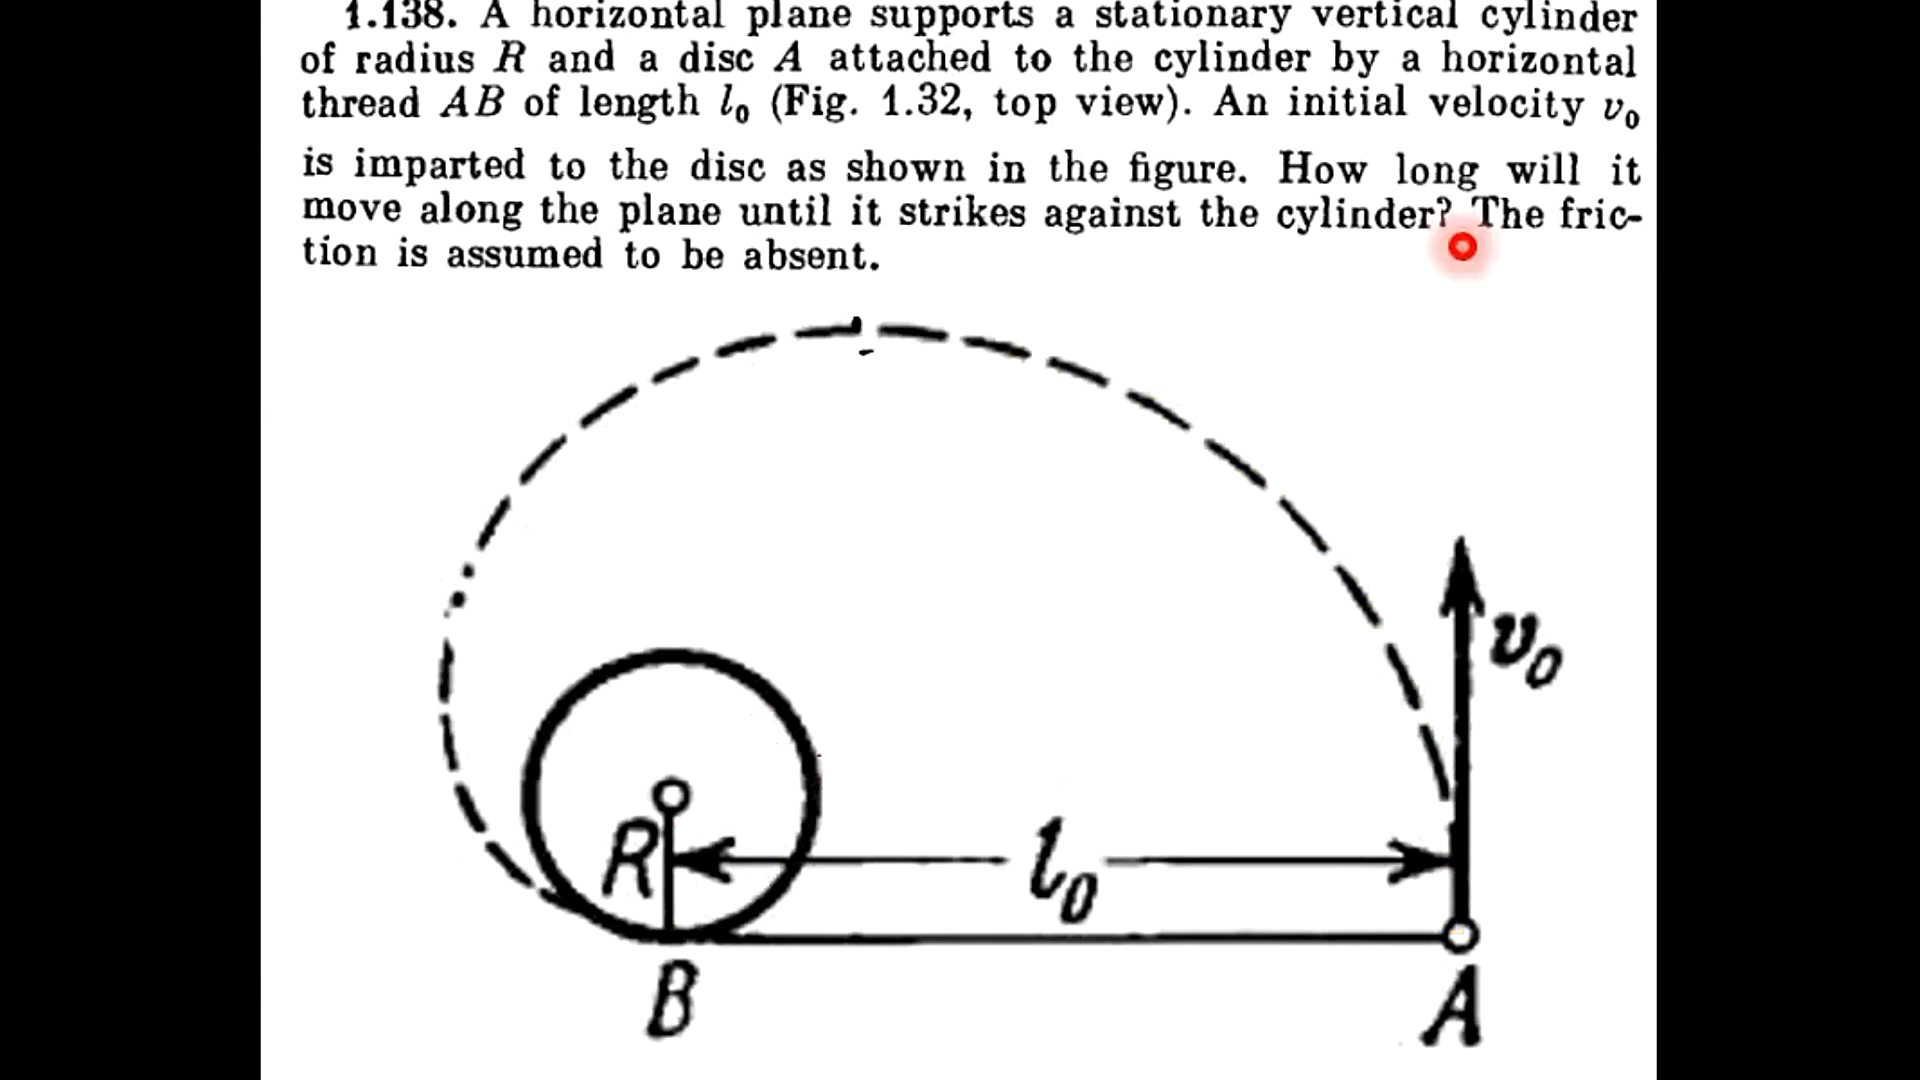 1.138. A horizontal plane supports a stationary vertical cylinder
of radius R and a disc A attached to the cylinder by a horizontal
thread AB of length l₀ (Fig. 1.32, top view). An initial velocity v₀
is imparted to the disc as shown in the figure. How long will it
move along the plane until it strikes against the cylinder? The fric-
tion is assumed to be absent.
v₀
R
l₀
B
A